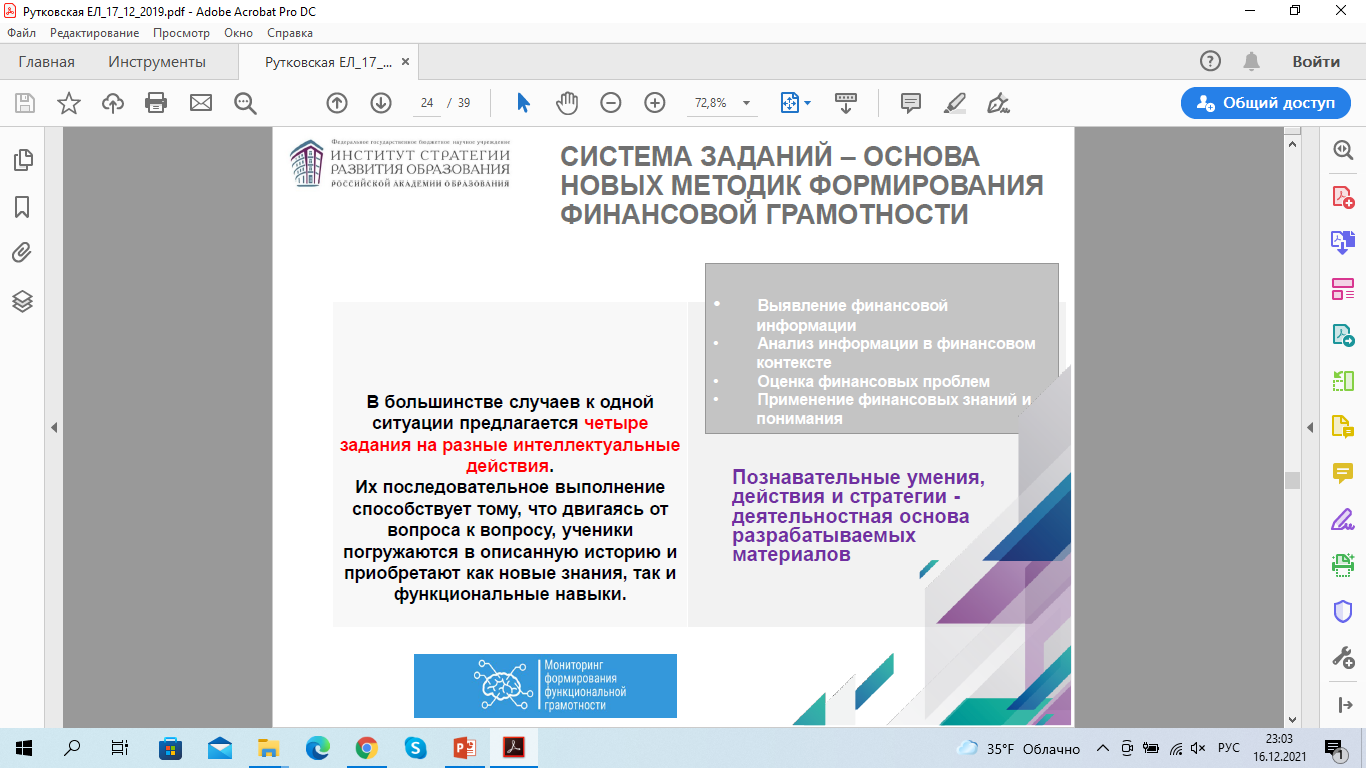 Рутковская ЕЛ_17_12_2019.pdf - Adobe Acrobat Pro DC
Файл Редактирование Просмотр Окно Справка
Главная Инструменты Рутковская ЕЛ_17_... ×
Войти
24 / 39
72,8%
Общий доступ
Федеральное государственное бюджетное научное учреждение
ИНСТИТУТ СТРАТЕГИИ
РАЗВИТИЯ ОБРАЗОВАНИЯ
РОССИЙСКОЙ АКАДЕМИИ ОБРАЗОВАНИЯ
СИСТЕМА ЗАДАНИЙ – ОСНОВА
НОВЫХ МЕТОДИК ФОРМИРОВАНИЯ
ФИНАНСОВОЙ ГРАМОТНОСТИ
В большинстве случаев к одной
ситуации предлагается четыре
задания на разные интеллектуальные
действия.
Их последовательное выполнение
способствует тому, что двигаясь от
вопроса к вопросу, ученики
погружаются в описанную историю и
приобретают как новые знания, так и
функциональные навыки.
• Выявление финансовой
информации
• Анализ информации в финансовом
контексте
• Оценка финансовых проблем
• Применение финансовых знаний и
понимания
Познавательные умения,
действия и стратегии -
деятельностная основа
разрабатываемых
материалов
Мониторинг
формирования
функциональной
грамотности
35°F Облачно
РУС
23:03
16.12.2021
1